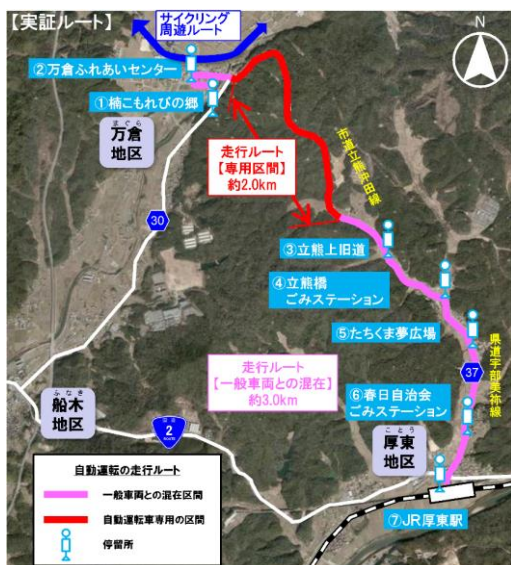 【実証ルート】
サイクリング
周遊ルート
N
②万倉ふれあいセンター
①楠こもれびの郷
まぐら
万倉
地区
走行ルート
【専用区間】
約2.0km
市道立熊沖田線
30
③立熊上旧道
④立熊橋
ごみステーション
⑤たちくま夢広場
県道宇部美祢線
走行ルート
【一般車両との混在】
約3.0km
37
⑥春日自治会
ごみステーション
ふなき
船木
地区
国道
2
ROUTE
ことう
厚東
地区
自動運転の走行ルート
一般車両との混在区間
自動運転車専用の区間
停留所
⑦JR厚東駅